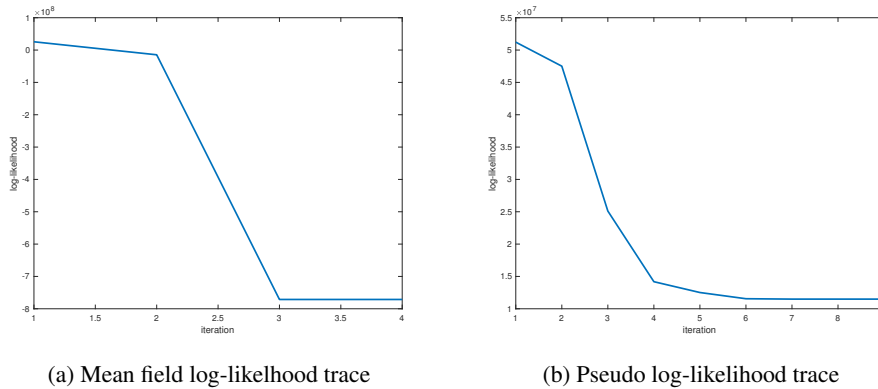 ×10⁸
1
0
-1
-2
-3
-4
-5
-6
-7
-8
log-likelihood
1 1.5 2 2.5 3 3.5 4
iteration
(a) Mean field log-likelhood trace
×10⁷
5.5
5
4.5
4
3.5
3
2.5
2
1.5
1
log-likelihood
1 2 3 4 5 6 7 8
iteration
(b) Pseudo log-likelihood trace